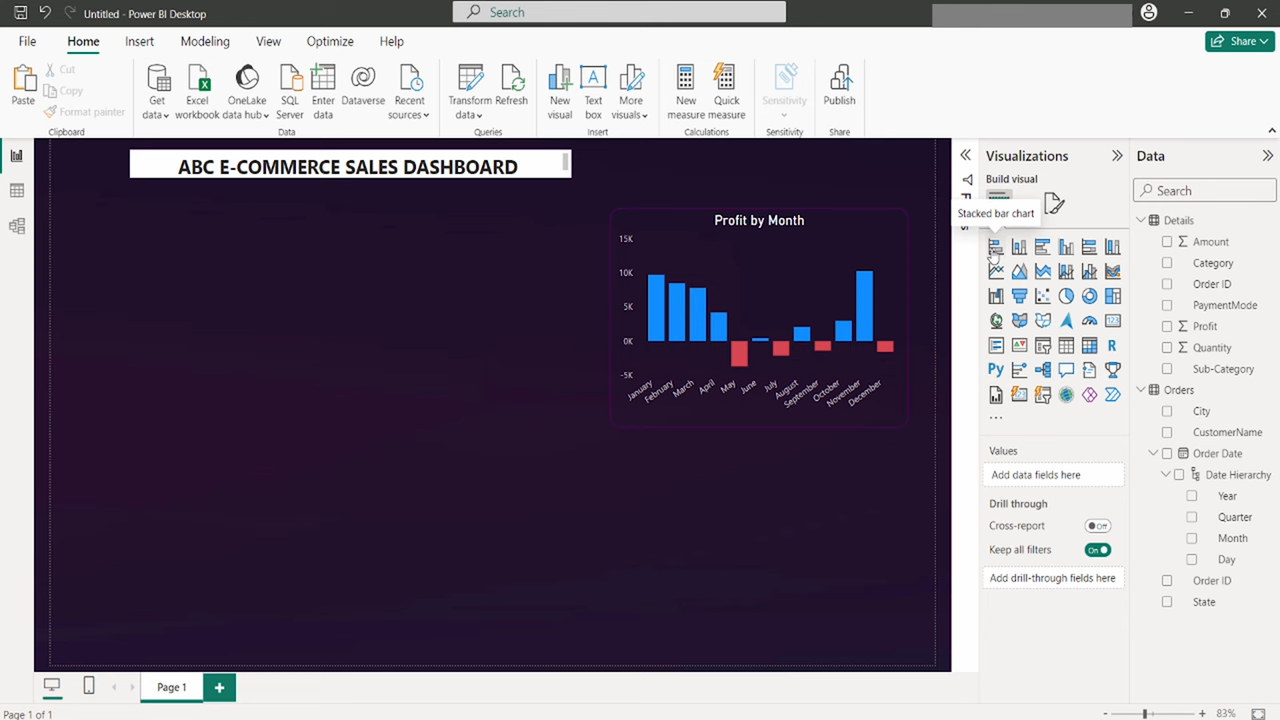 Untitled - Power BI Desktop
Search
File
Home
Insert
Modeling
View
Optimize
Help
Share
Paste
Cut
Copy
Format painter
Clipboard
Get data
Excel workbook
OneLake data hub
SQL Server
Enter data
Dataverse
Recent sources
Data
Transform data
Refresh
Queries
New visual
Text box
More visuals
Insert
New measure
Quick measure
Calculations
Sensitivity
Sensitivity
Publish
Share
ABC E-COMMERCE SALES DASHBOARD
Profit by Month
15K
10K
5K
0K
-5K
January
February
March
April
May
June
July
August
September
October
November
December
Visualizations
Build visual
Stacked bar chart
123
R
Py
Values
Add data fields here
Drill through
Cross-report
Off
Keep all filters
On
Add drill-through fields here
Data
Search
Details
Amount
Category
Order ID
PaymentMode
Profit
Quantity
Sub-Category
Orders
City
CustomerName
Order Date
Date Hierarchy
Year
Quarter
Month
Day
Order ID
State
Page 1
Page 1 of 1
- + 83%